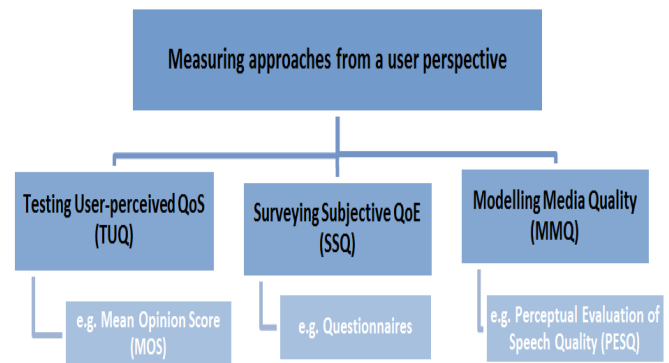 Measuring approaches from a user perspective
Testing User-perceived QoS
(TUQ)
e.g. Mean Opinion Score
(MOS)
Surveying Subjective QoE
(SSQ)
e.g. Questionnaires
Modelling Media Quality
(MMQ)
e.g. Perceptual Evaluation of
Speech Quality (PESQ)